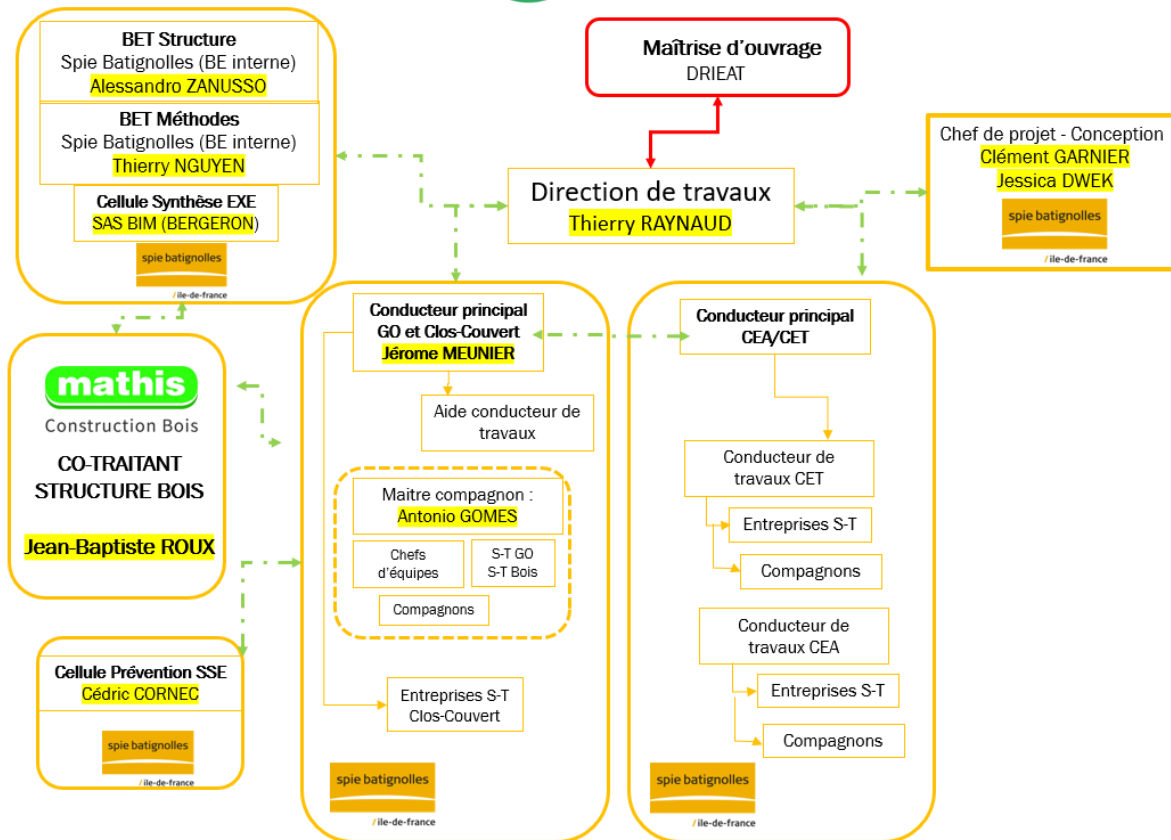 BET Structure
Spie Batignolles (BE interne)
Alessandro ZANUSSO
BET Méthodes
Spie Batignolles (BE interne)
Thierry NGUYEN
Cellule Synthèse EXE
SAS BIM (BERGERON)
spie batignolles
/ île-de-france
Maîtrise d'ouvrage
DRIEAT
Direction de travaux
Thierry RAYNAUD
Chef de projet - Conception
Clément GARNIER
Jessica DWEK
spie batignolles
/ île-de-france
mathis
Construction Bois
CO-TRAITANT
STRUCTURE BOIS
Jean-Baptiste ROUX
Cellule Prévention SSE
Cédric CORNEC
spie batignolles
/ île-de-france
Conducteur principal
GO et Clos-Couvert
Jérome MEUNIER
Aide conducteur de
travaux
Maitre compagnon :
Antonio GOMES
Chefs
d'équipes
S-T GO
S-T Bois
Compagnons
Entreprises S-T
Clos-Couvert
spie batignolles
/ île-de-france
Conducteur principal
CEA/CET
Conducteur de
travaux CET
Entreprises S-T
Compagnons
Conducteur de
travaux CEA
Entreprises S-T
Compagnons
spie batignolles
/ île-de-france